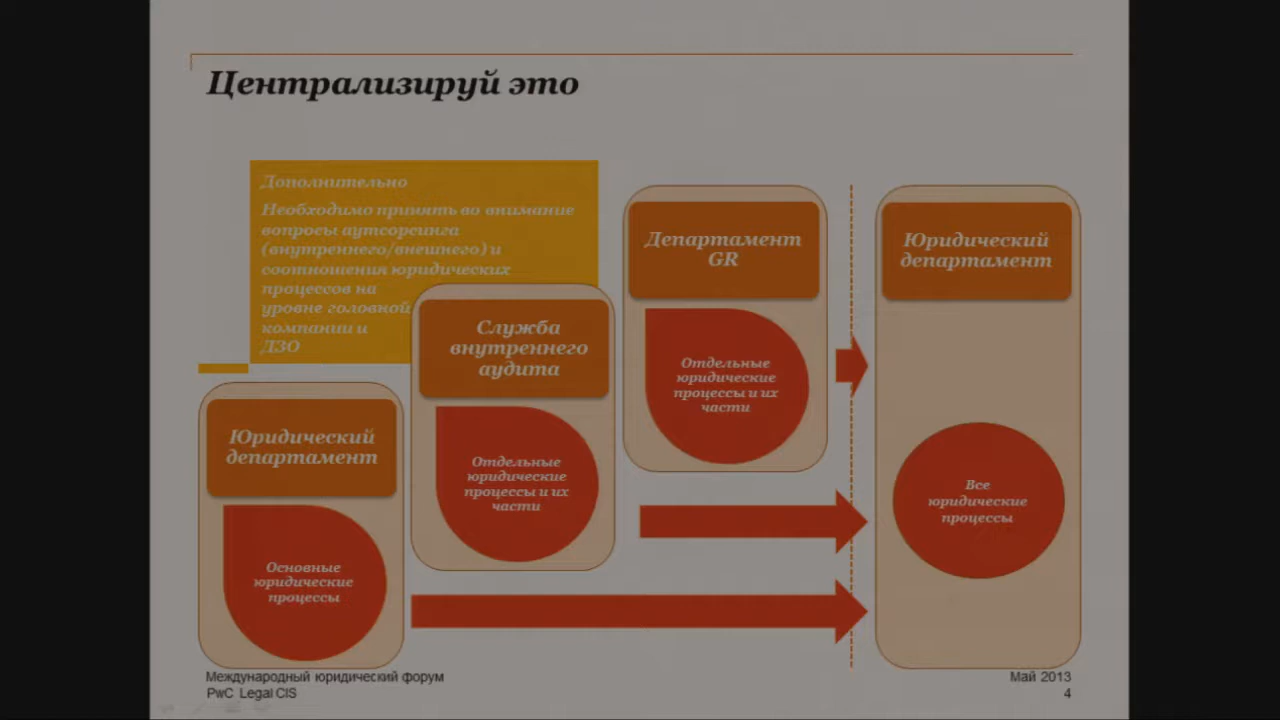 Централизируй это
Дополнительно
Необходимо принять во внимание
вопросы аутсорсинга
(внутреннего/внешнего) и
соотношения юридических
процессов на
уровне головной
компании и
ДЗО
Юридический
департамент
Основные
юридические
процессы
Служба
внутреннего
аудита
Отдельные
юридические
процессы и их
части
Департамент
GR
Отдельные
юридические
процессы и их
части
Юридический
департамент
Все
юридические
процессы
Международный юридический форум
PwC Legal CIS
Май 2013
4